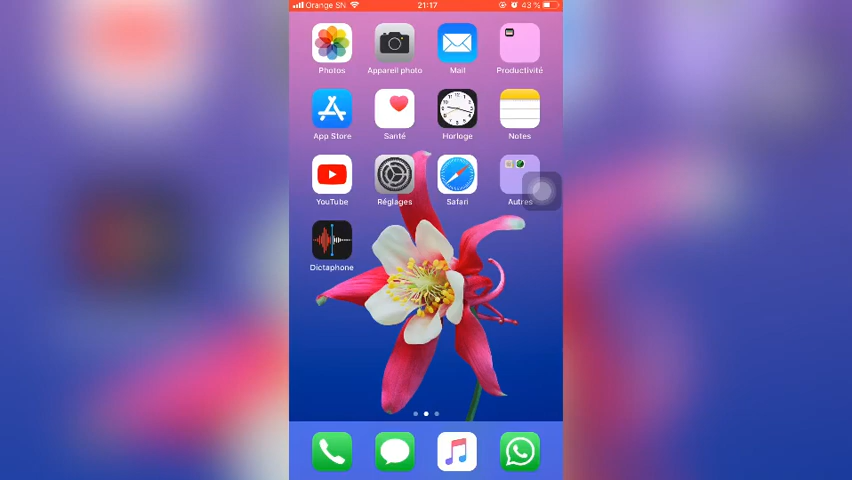 Orange SN 21:17 43 %
Photos Appareil photo Mail Productivité
App Store Santé Horloge Notes
YouTube Réglages Safari Autres
Dictaphone